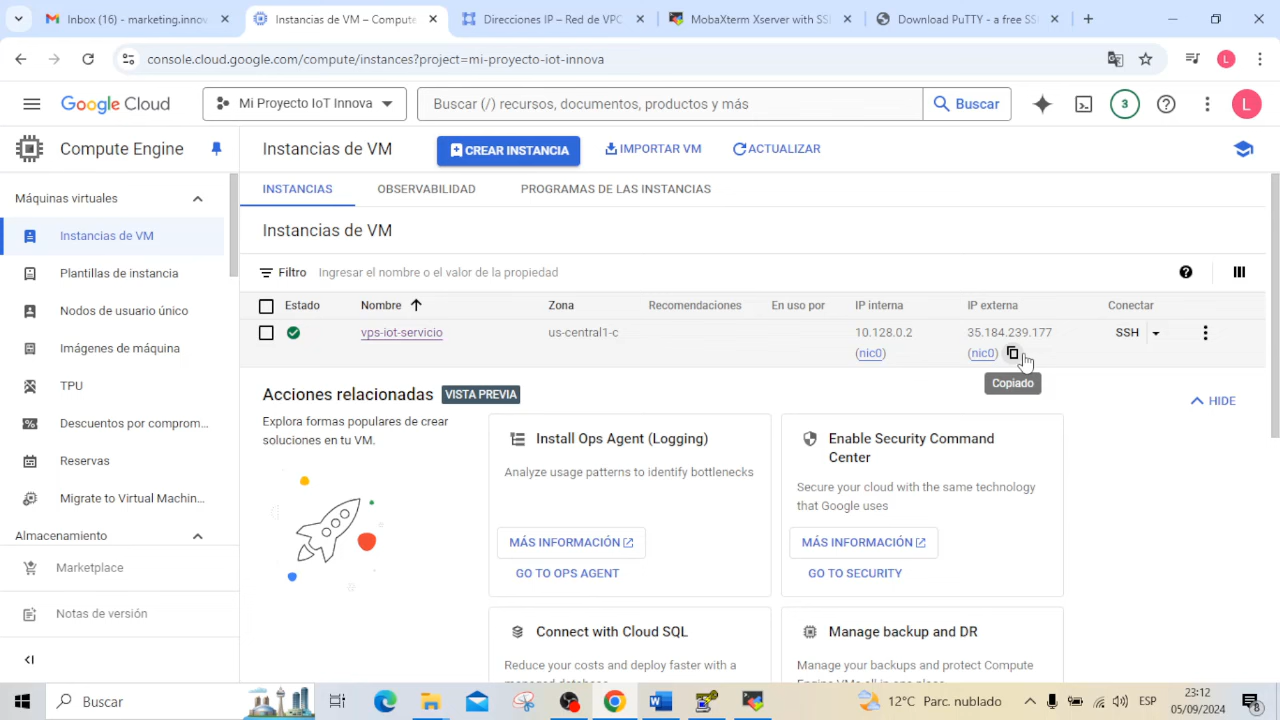 Inbox (16) - marketing.innov
Instancias de VM – Compute
Direcciones IP – Red de VPC
MobaXterm Xserver with SSH
Download PuTTY - a free SS
console.cloud.google.com/compute/instances?project=mi-proyecto-iot-innova
L
Google Cloud
Mi Proyecto IoT Innova
Buscar (/) recursos, documentos, productos y más
Buscar
3
L
Compute Engine
Instancias de VM
CREAR INSTANCIA
IMPORTAR VM
ACTUALIZAR
INSTANCIAS
OBSERVABILIDAD
PROGRAMAS DE LAS INSTANCIAS
Máquinas virtuales
Instancias de VM
Plantillas de instancia
Nodos de usuario único
Imágenes de máquina
TPU
Descuentos por comprom...
Reservas
Migrate to Virtual Machin...
Almacenamiento
Marketplace
Notas de versión
Instancias de VM
Filtro
Ingresar el nombre o el valor de la propiedad
Estado
Nombre
Zona
Recomendaciones
En uso por
IP interna
IP externa
Conectar
vps-iot-servicio
us-central1-c
10.128.0.2
(nic0)
35.184.239.177
(nic0)
SSH
Copiado
Acciones relacionadas
VISTA PREVIA
HIDE
Explora formas populares de crear
soluciones en tu VM.
Install Ops Agent (Logging)
Analyze usage patterns to identify bottlenecks
MÁS INFORMACIÓN
GO TO OPS AGENT
Enable Security Command
Center
Secure your cloud with the same technology
that Google uses
MÁS INFORMACIÓN
GO TO SECURITY
Connect with Cloud SQL
Reduce your costs and deploy faster with a
Manage backup and DR
Manage your backups and protect Compute
Buscar
12°C Parc. nublado
ESP
23:12
05/09/2024
8